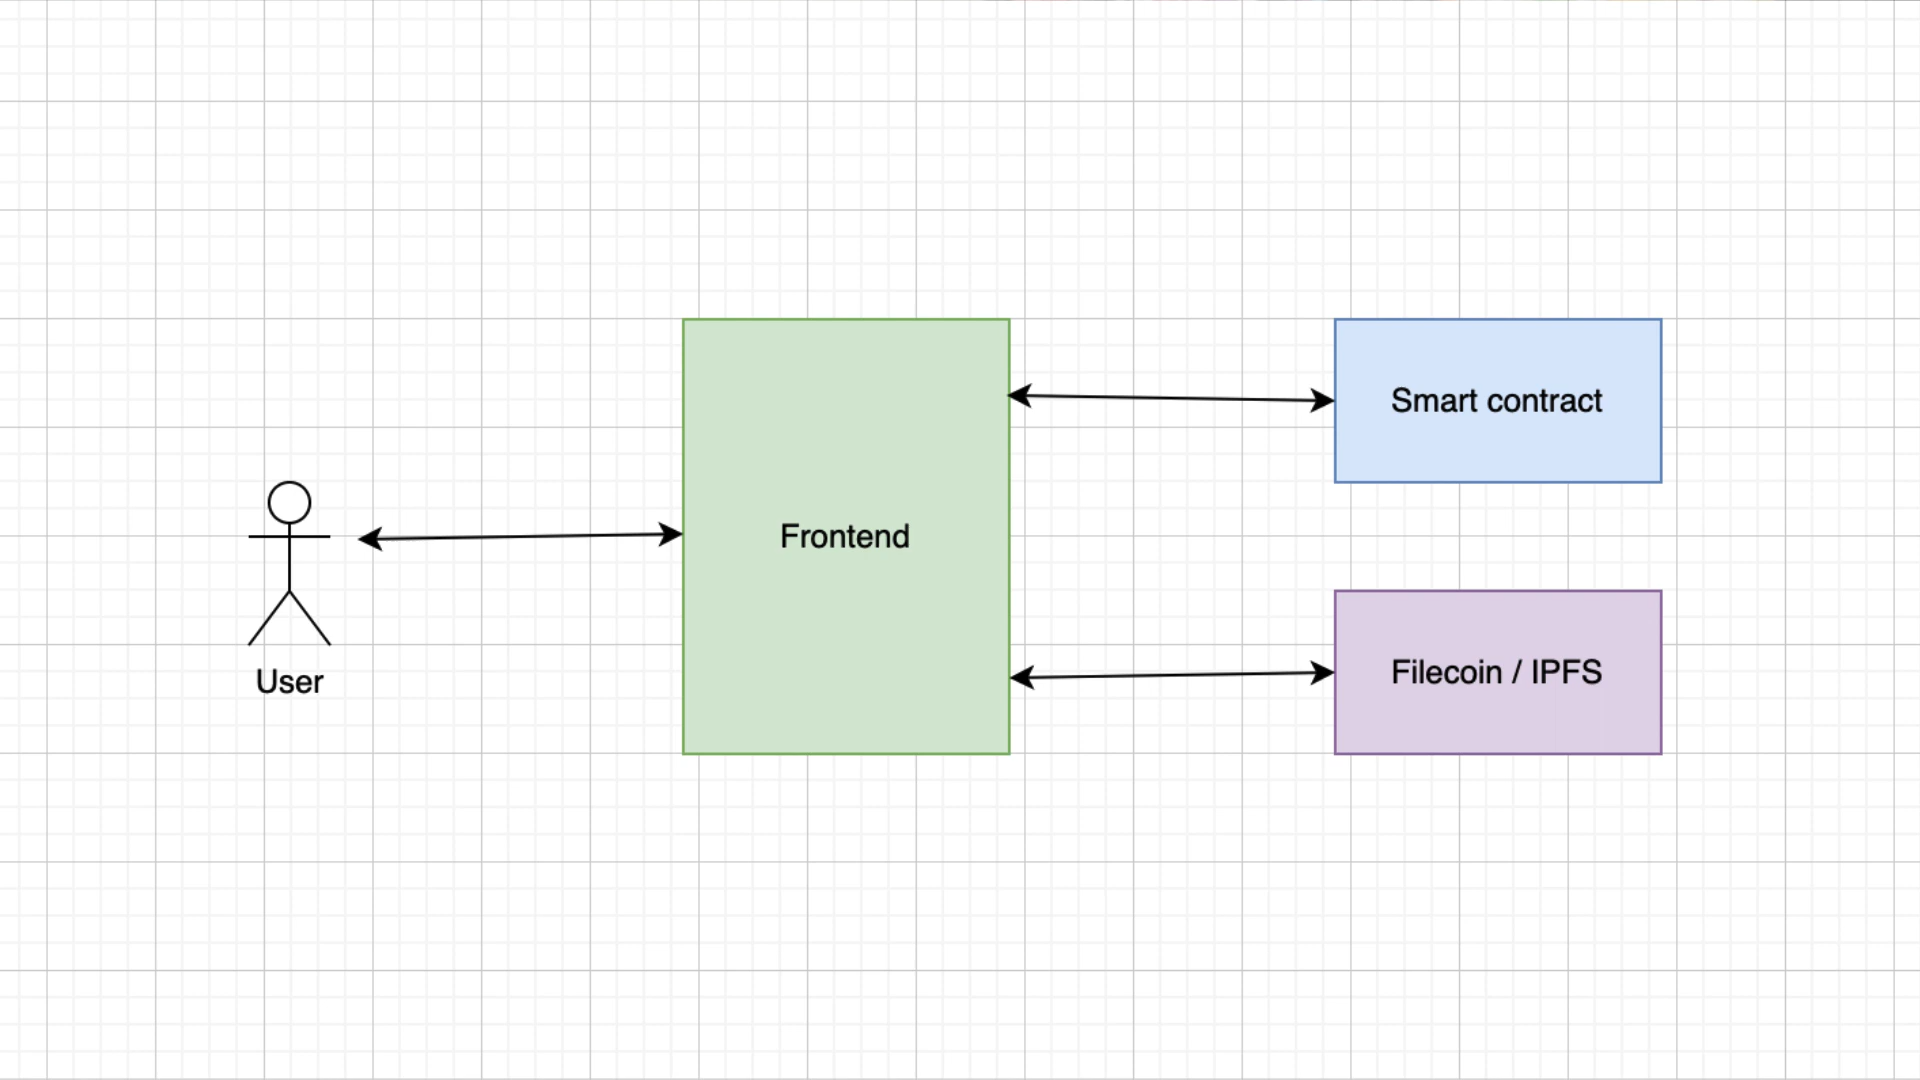 Smart contract
Frontend
Filecoin / IPFS
User